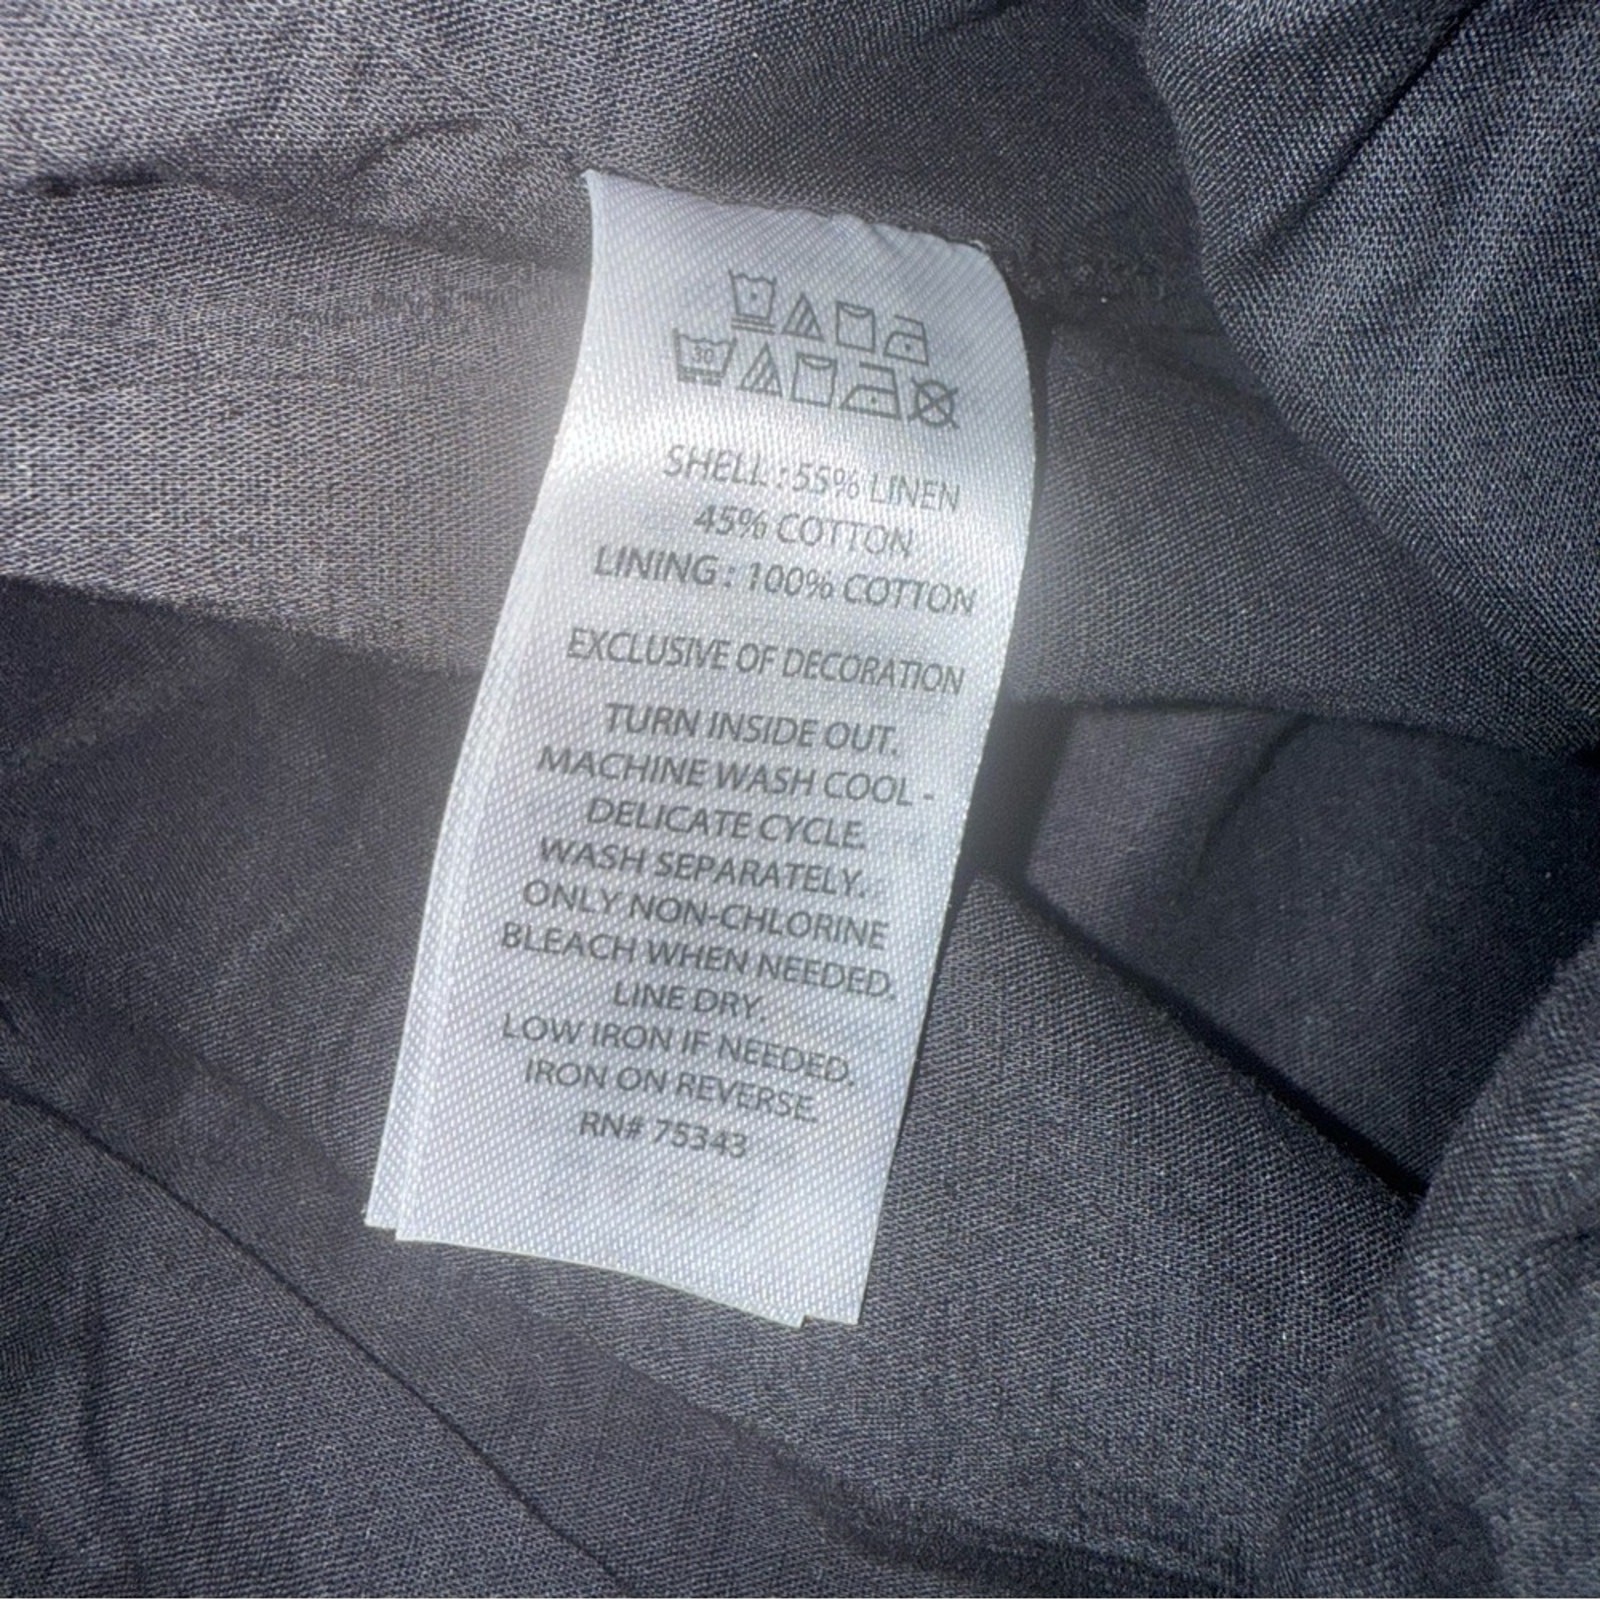 30
SHELL : 55% LINEN
45% COTTON
LINING : 100% COTTON
EXCLUSIVE OF DECORATION
TURN INSIDE OUT.
MACHINE WASH COOL -
DELICATE CYCLE.
WASH SEPARATELY.
ONLY NON-CHLORINE
BLEACH WHEN NEEDED.
LINE DRY.
LOW IRON IF NEEDED.
IRON ON REVERSE.
RN# 75343